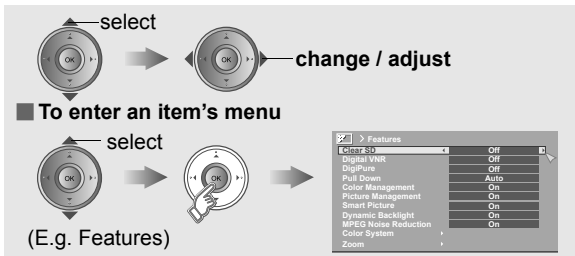 select
OK
OK
change / adjust
To enter an item's menu
select
OK
OK
(E.g. Features)
> Features
Clear SD Off
Digital VNR Off
DigiPure Off
Pull Down Auto
Color Management On
Picture Management On
Smart Picture On
Dynamic Backlight On
MPEG Noise Reduction On
Color System
Zoom